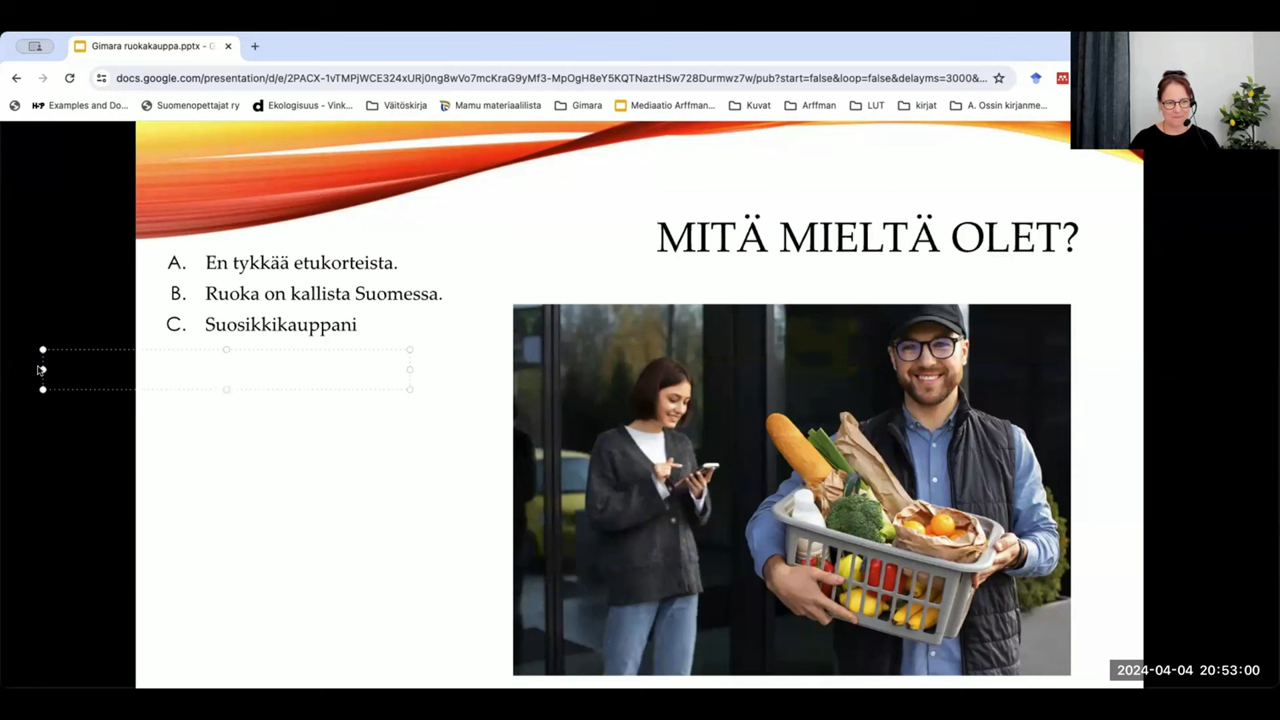 Gimara ruokakauppa.pptx - G
docs.google.com/presentation/d/e/2PACX-1vTMPjWCE324xURj0ng8wVo7mcKraG9yMf3-MpOgH8eY5KQTNaztHSw728Durmwz7w/pub?start=false&loop=false&delayms=3000&...
H-P Examples and Do...
Suomenopettajat ry
d Ekologisuus - Vink...
Väitöskirja
Mamu materiaalilista
Gimara
Mediaatio Arffman...
Kuvat
Arffman
LUT
kirjat
A. Ossin kirjanme...
MITÄ MIELTÄ OLET?
A. En tykkää etukorteista.
B. Ruoka on kallista Suomessa.
C. Suosikkikauppani
2024-04-04 20:53:00